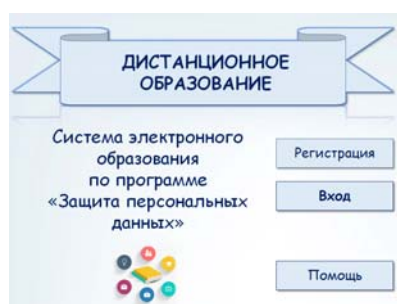 ДИСТАНЦИОННОЕ
ОБРАЗОВАНИЕ
Система электронного
образования
по программе
«Защита персональных
данных»
Регистрация
Вход
Помощь